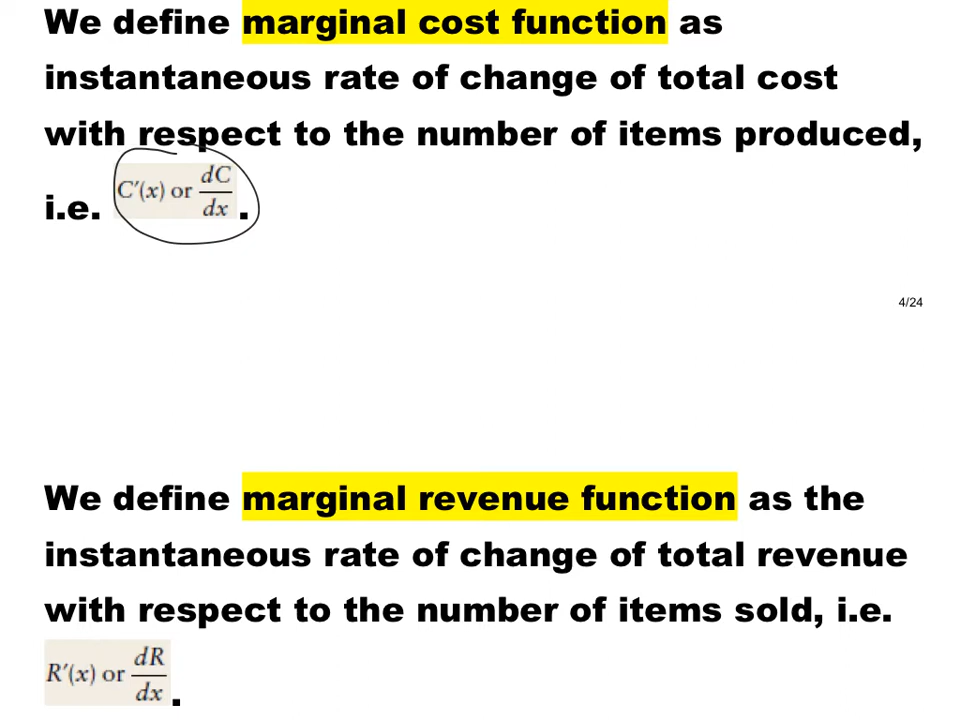 We define marginal cost function as
instantaneous rate of change of total cost
with respect to the number of items produced,
i.e. C′(x) or dC/dx.
4/24
We define marginal revenue function as the
instantaneous rate of change of total revenue
with respect to the number of items sold, i.e.
R′(x) or dR/dx.